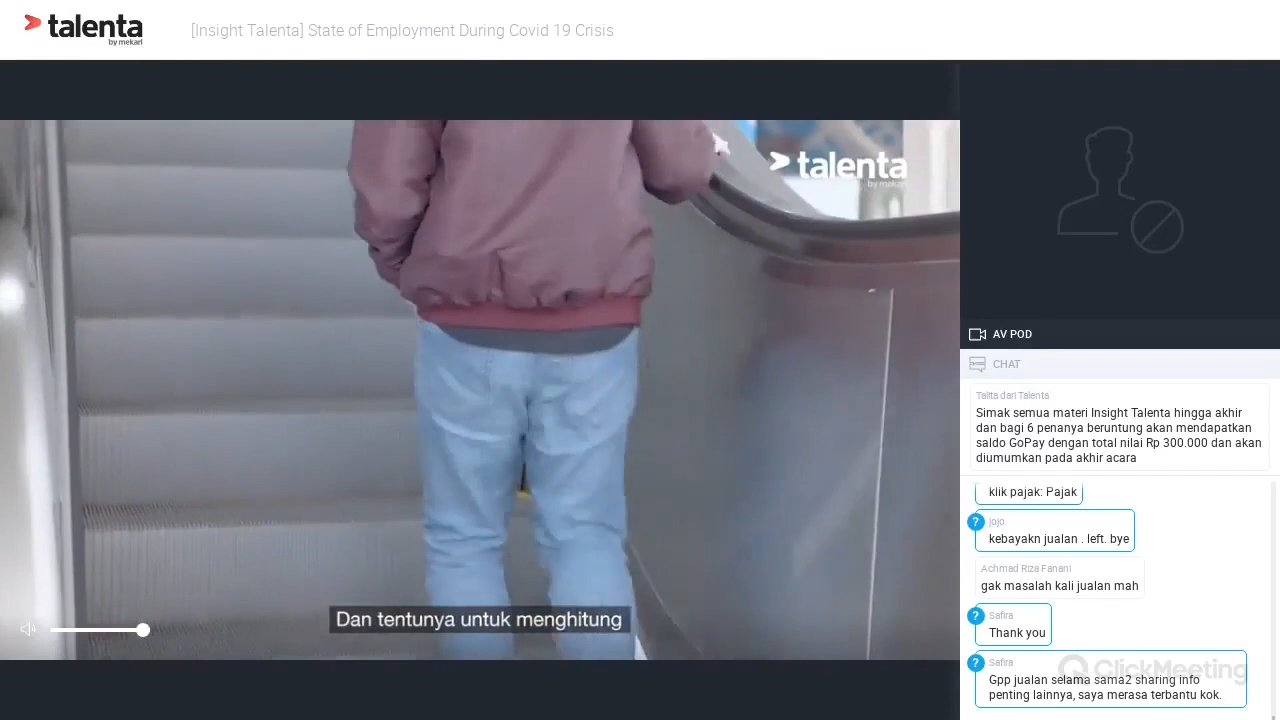 talenta
by mekari
[Insight Talenta] State of Employment During Covid 19 Crisis
talenta
by mekari
Dan tentunya untuk menghitung
AV POD
CHAT
Talita dari Talenta
Simak semua materi Insight Talenta hingga akhir
dan bagi 6 penanya beruntung akan mendapatkan
saldo GoPay dengan total nilai Rp 300.000 dan akan
diumumkan pada akhir acara
klik pajak: Pajak
?
jojo
kebayakn jualan . left. bye
Achmad Riza Fanani
gak masalah kali jualan mah
?
Safira
Thank you
?
Safira
Gpp jualan selama sama2 sharing info
penting lainnya, saya merasa terbantu kok.
ClickMeeting